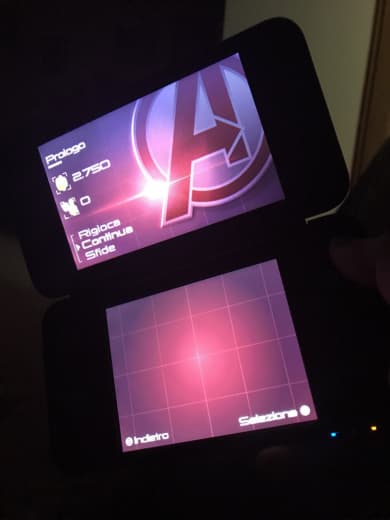 Prologo
2.750
0
Rigioca
Continua
Sfide
Seleziona
Indietro